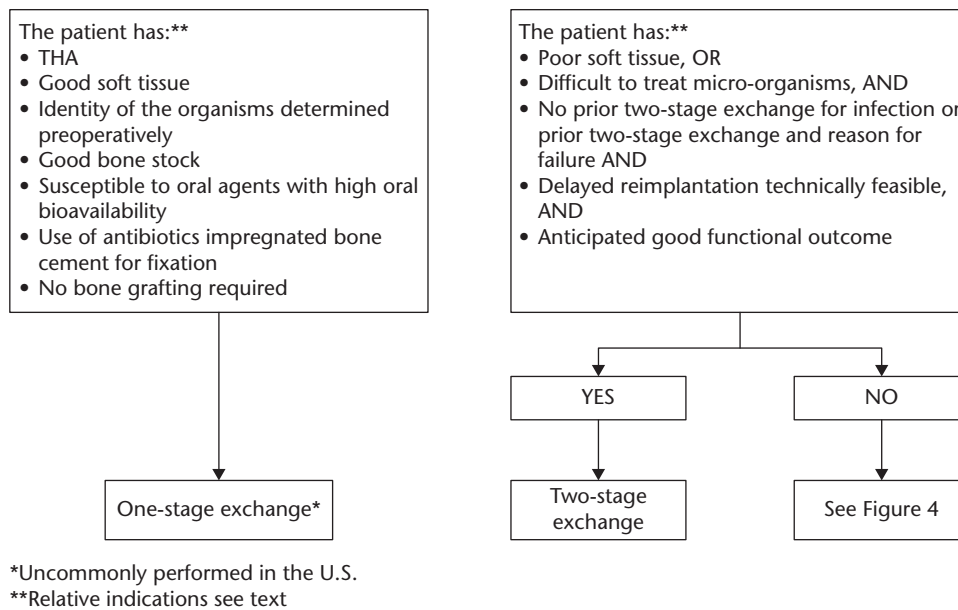 The patient has:**
• THA
• Good soft tissue
• Identity of the organisms determined
preoperatively
• Good bone stock
• Susceptible to oral agents with high oral
bioavailability
• Use of antibiotics impregnated bone
cement for fixation
• No bone grafting required
One-stage exchange*
The patient has:**
• Poor soft tissue, OR
• Difficult to treat micro-organisms, AND
• No prior two-stage exchange for infection or
prior two-stage exchange and reason for
failure AND
• Delayed reimplantation technically feasible,
AND
• Anticipated good functional outcome
YES
NO
Two-stage
exchange
See Figure 4
*Uncommonly performed in the U.S.
**Relative indications see text